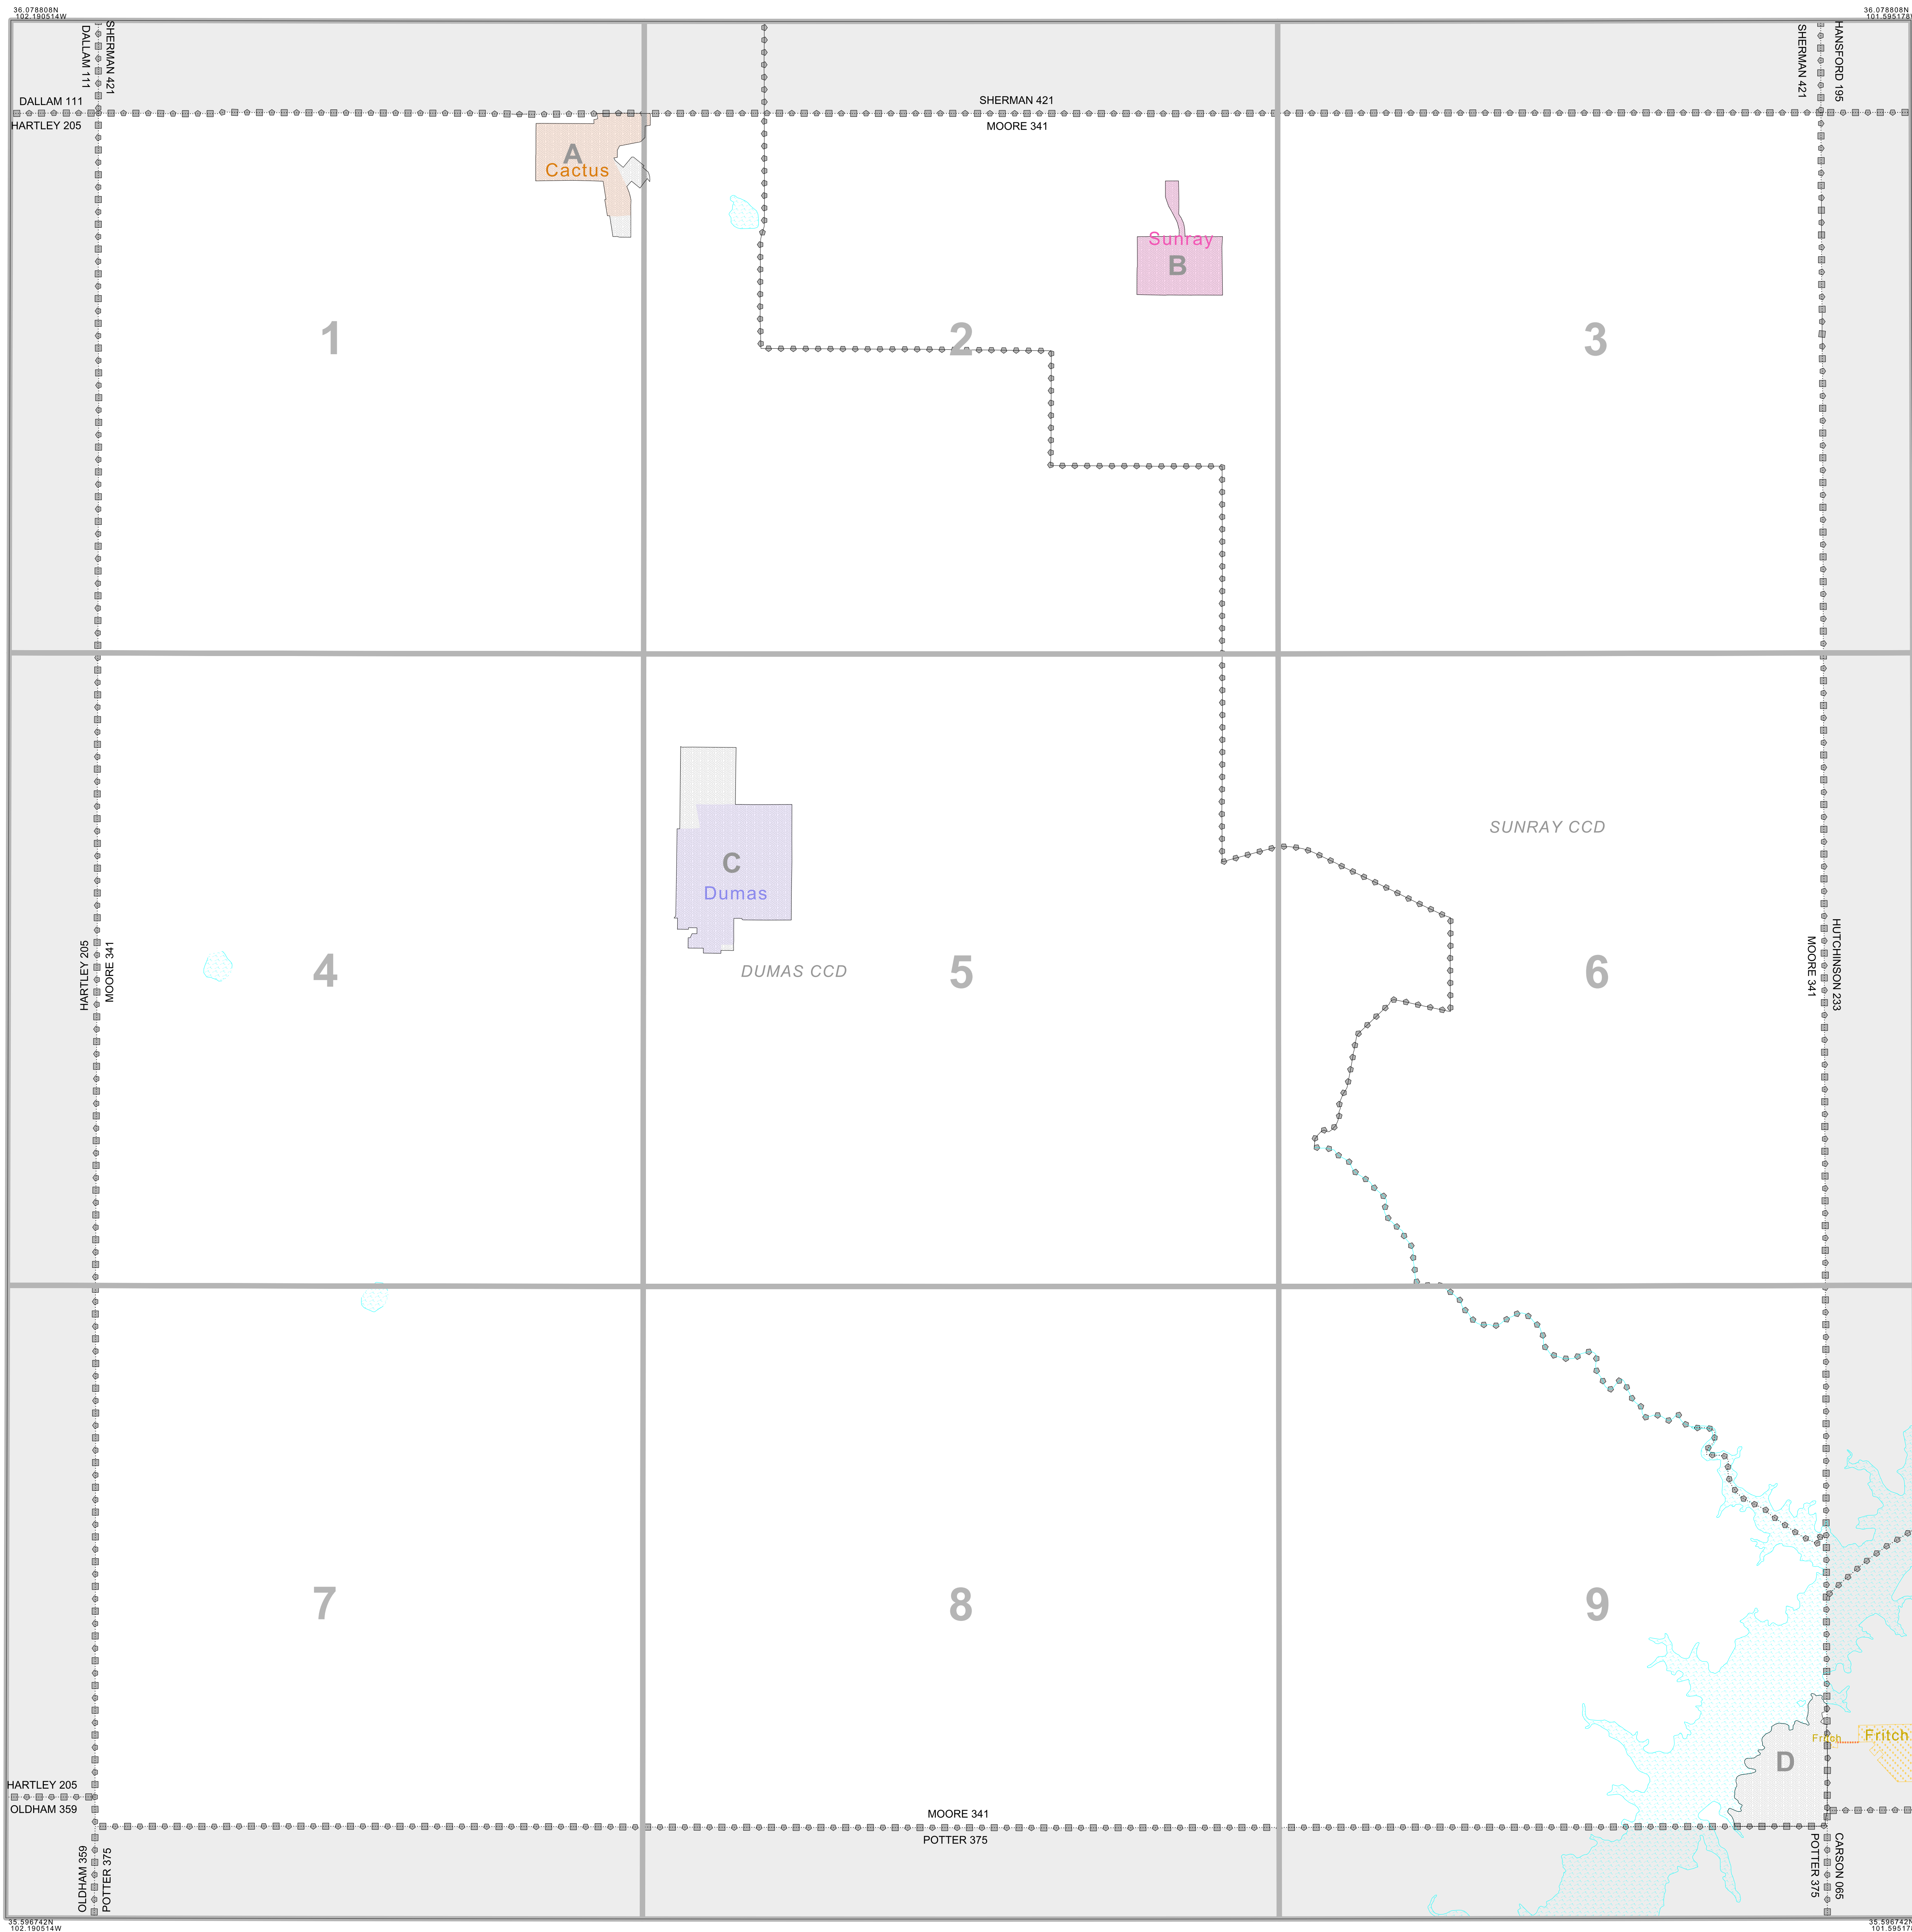 36.078808N
102.190514W
36.078808N
101.595178W
DALLAM 111
SHERMAN 421
SHERMAN 421
HANSFORD 195
DALLAM 111
HARTLEY 205
SHERMAN 421
MOORE 341
A
Cactus
Sunray
B
1
2
3
SUNRAY CCD
C
Dumas
DUMAS CCD
HARTLEY 205
MOORE 341
4
5
6
MOORE 341
HUTCHINSON 233
7
8
9
Fritch
Fritch
D
HARTLEY 205
OLDHAM 359
MOORE 341
POTTER 375
OLDHAM 359
POTTER 375
POTTER 375
CARSON 065
35.596742N
102.190514W
35.596742N
101.595178